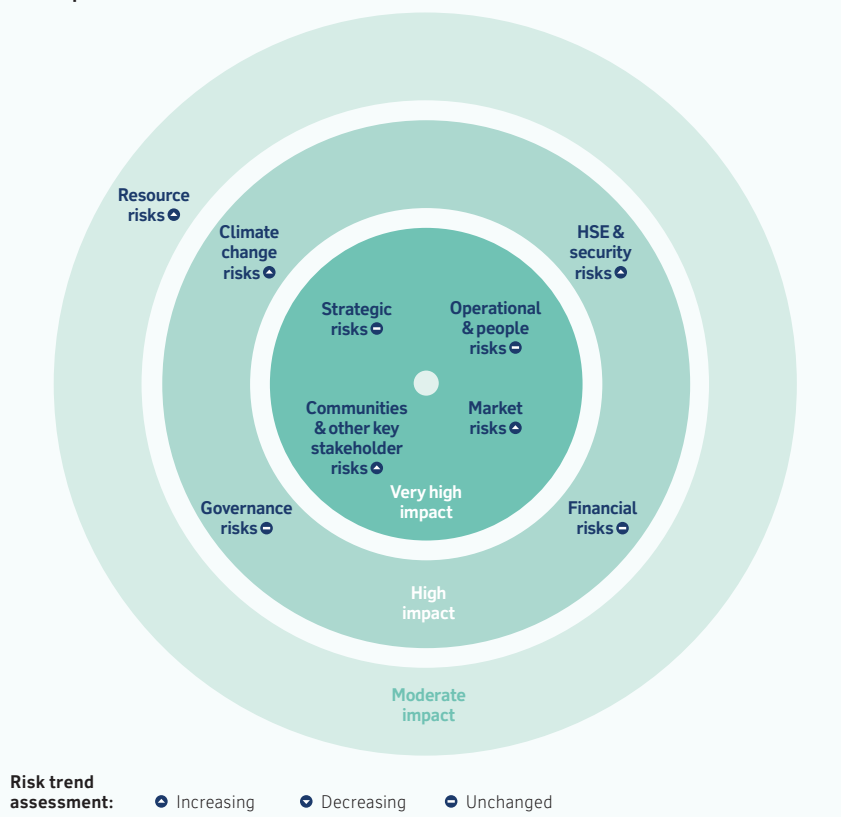 Resource
risks
Climate
change
risks
HSE &
security
risks
Strategic
risks
Operational
& people
risks
Communities
& other key
stakeholder
risks
Market
risks
Very high
impact
Governance
risks
Financial
risks
High
impact
Moderate
impact
Risk trend
assessment:
Increasing
Decreasing
Unchanged